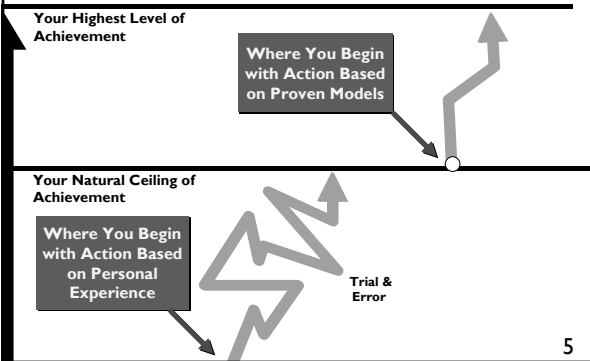 Your Highest Level of
Achievement
Where You Begin
with Action Based
on Proven Models
Your Natural Ceiling of
Achievement
Where You Begin
with Action Based
on Personal
Experience
Trial &
Error
5